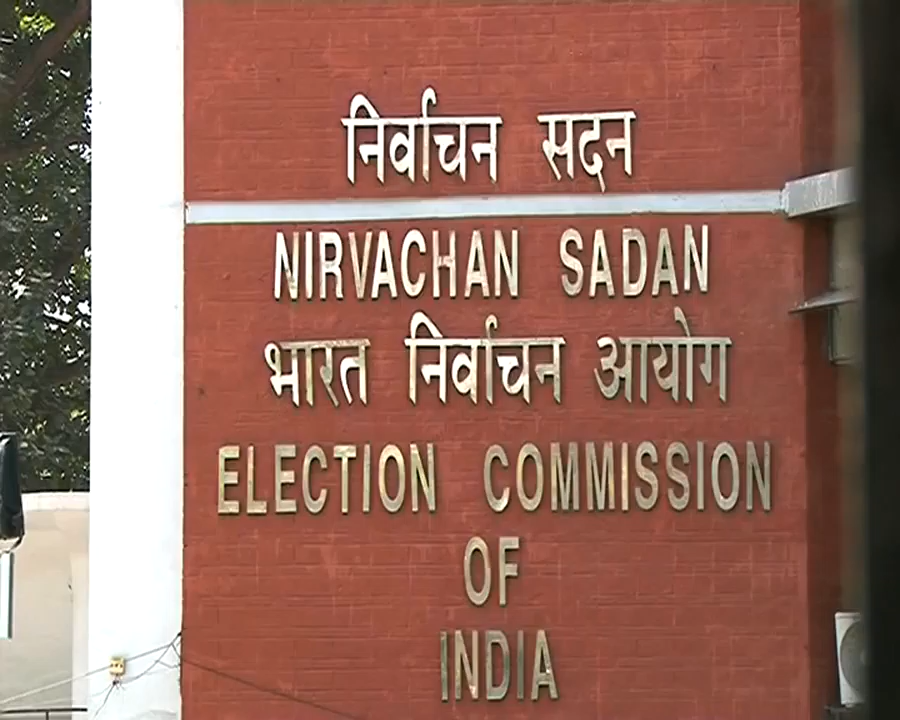 निर्वाचन सदन
NIRVACHAN SADAN
भारत निर्वाचन आयोग
ELECTION COMMISSION
OF
INDIA